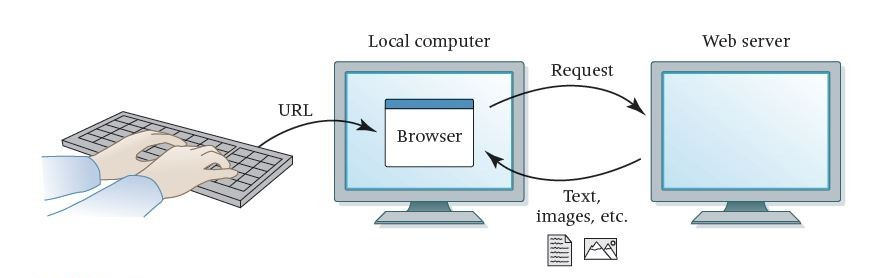 Local computer
Web server
Request
URL
Browser
Text,
images, etc.